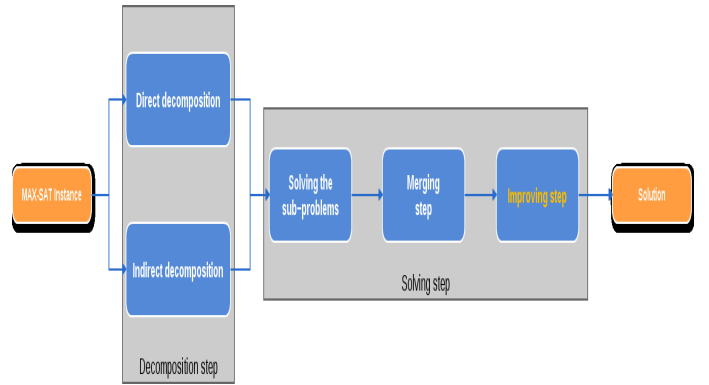 MAX-SAT Instance
Direct decomposition
Indirect decomposition
Decomposition step
Solving the
sub-problems
Merging
step
Improving step
Solving step
Solution